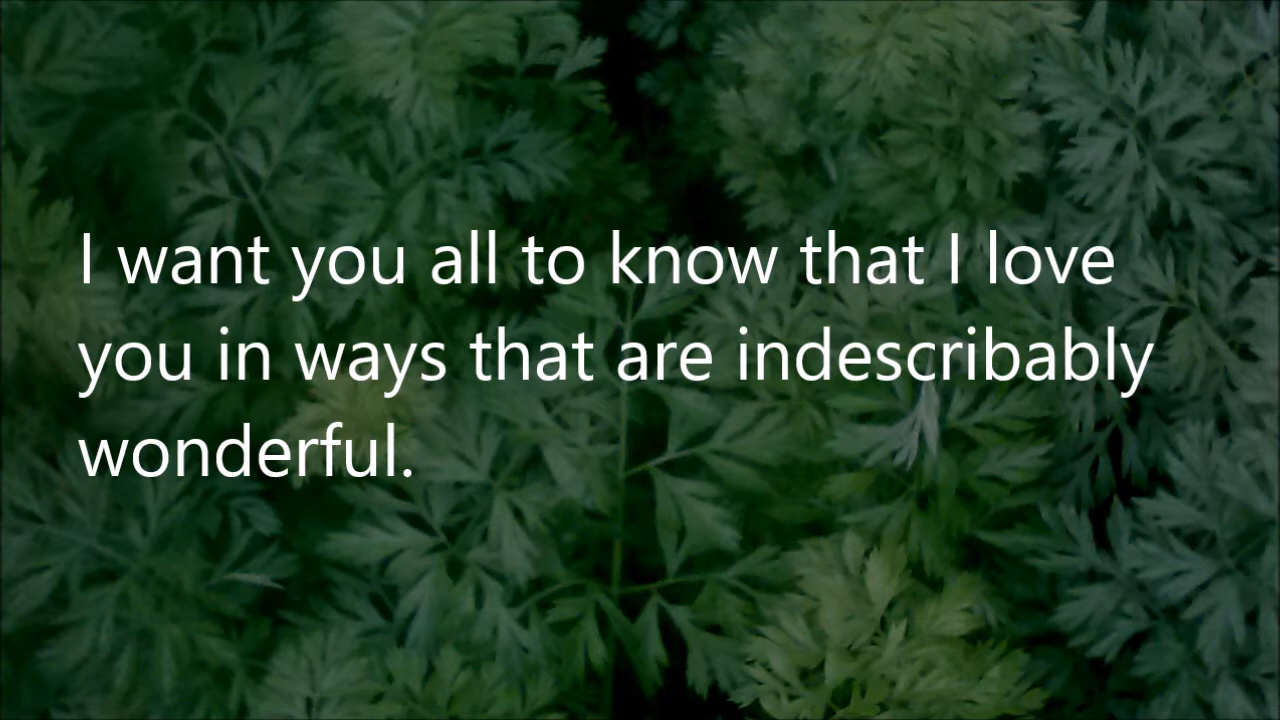 I want you all to know that I love
you in ways that are indescribably
wonderful.